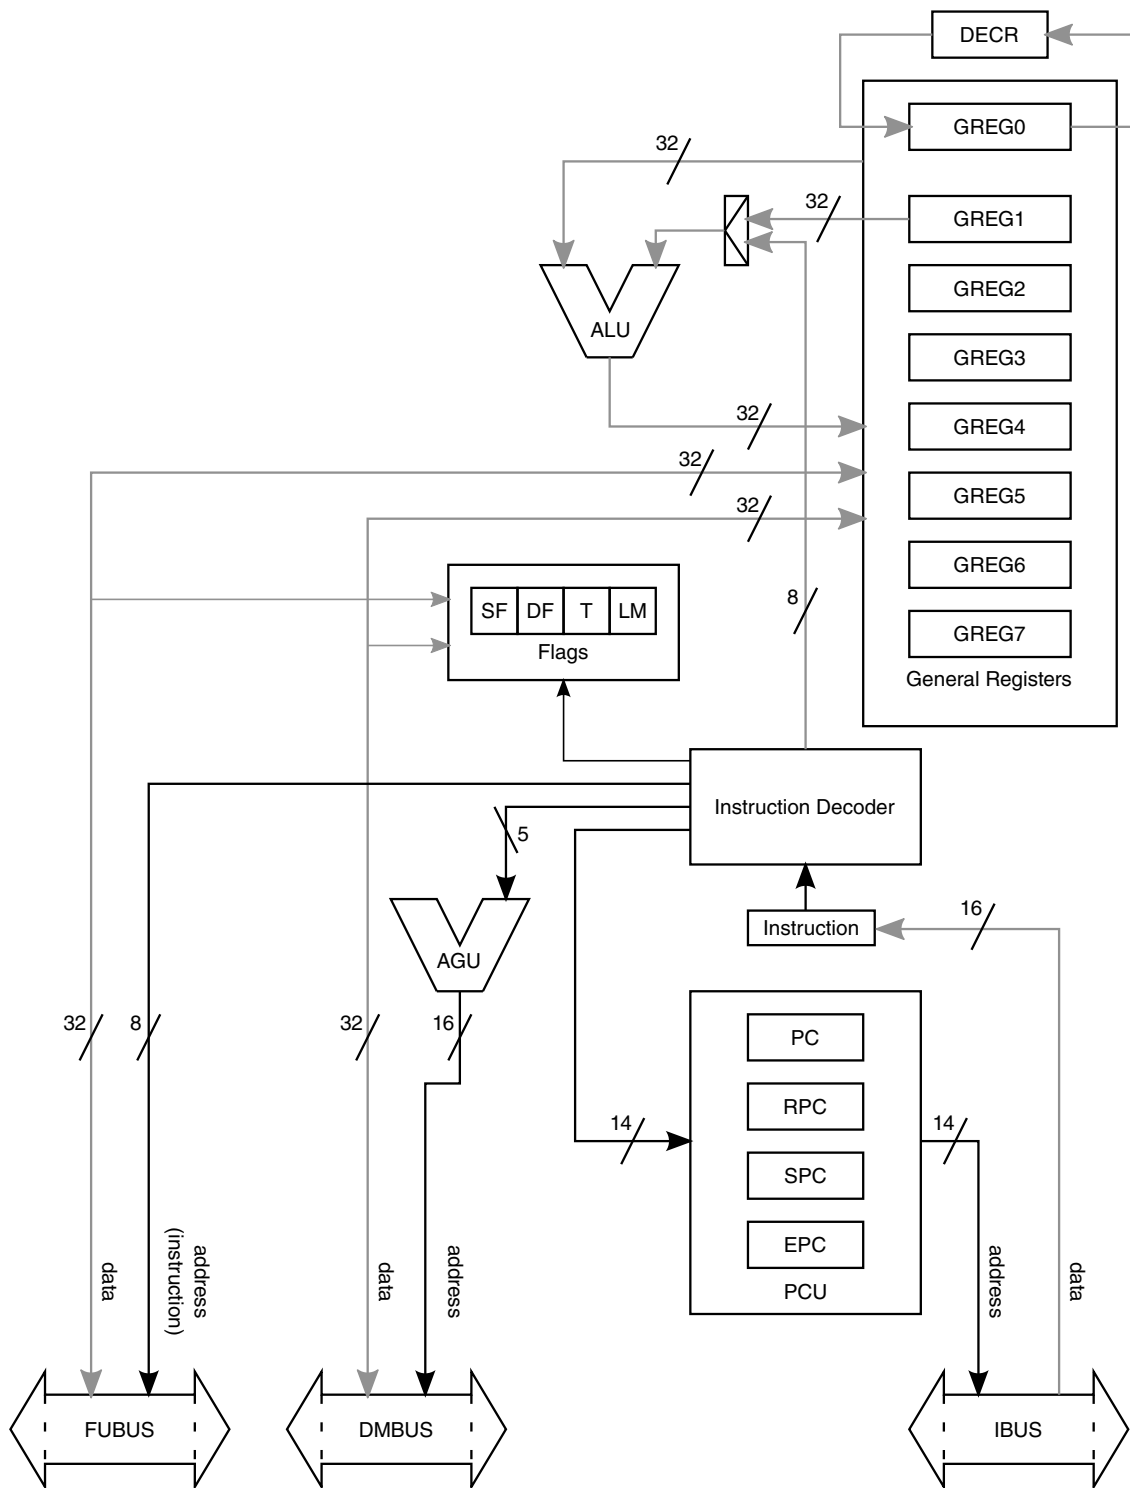 DECR
GREG0
32
32
GREG1
GREG2
ALU
GREG3
32
GREG4
32
GREG5
32
GREG6
8
SF DF T LM
GREG7
Flags
General Registers
Instruction Decoder
5
16
Instruction
AGU
32
8
32
16
PC
RPC
14
14
SPC
EPC
PCU
data
address
(instruction)
data
address
address
data
FUBUS
DMBUS
IBUS